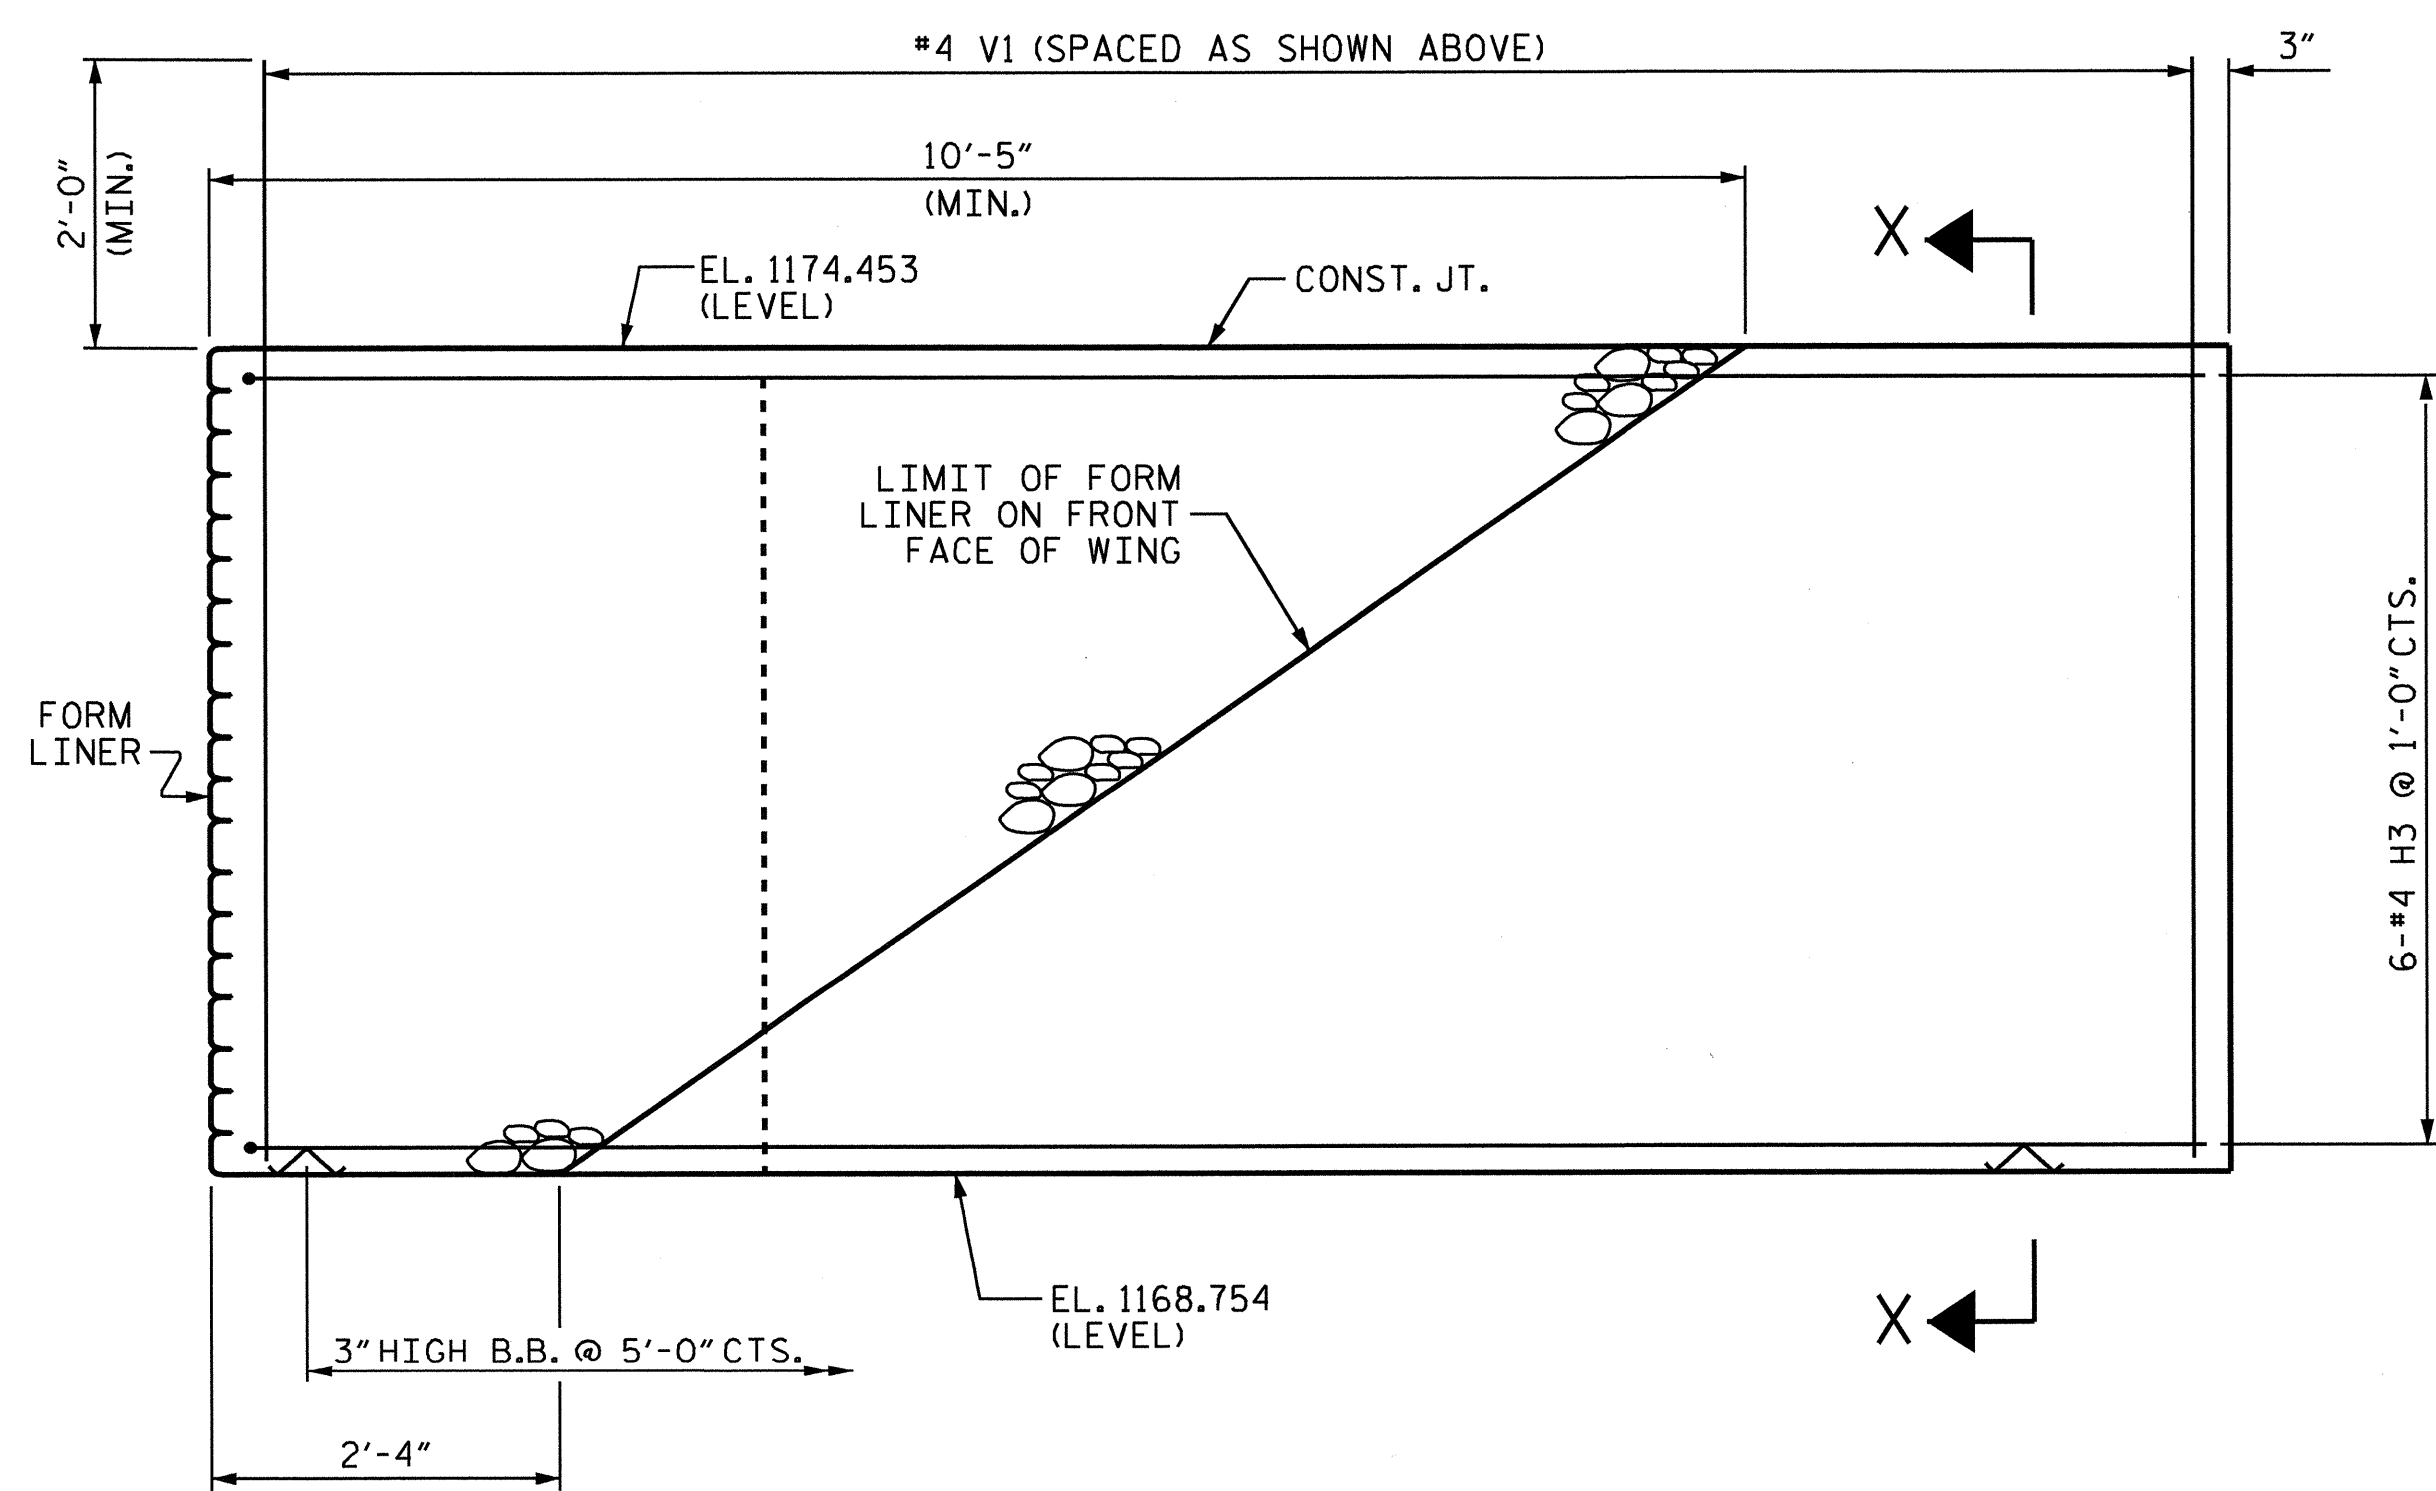 #4 V1 (SPACED AS SHOWN ABOVE)
3"
2'-0"
(MIN.)
10'-5"
(MIN.)
X
EL. 1174.453
(LEVEL)
CONST. JT.
LIMIT OF FORM
LINER ON FRONT
FACE OF WING
FORM
LINER
6-#4 H3 @ 1'-0" CTS.
EL. 1168.754
(LEVEL)
X
3" HIGH B.B. @ 5'-0" CTS.
2'-4"